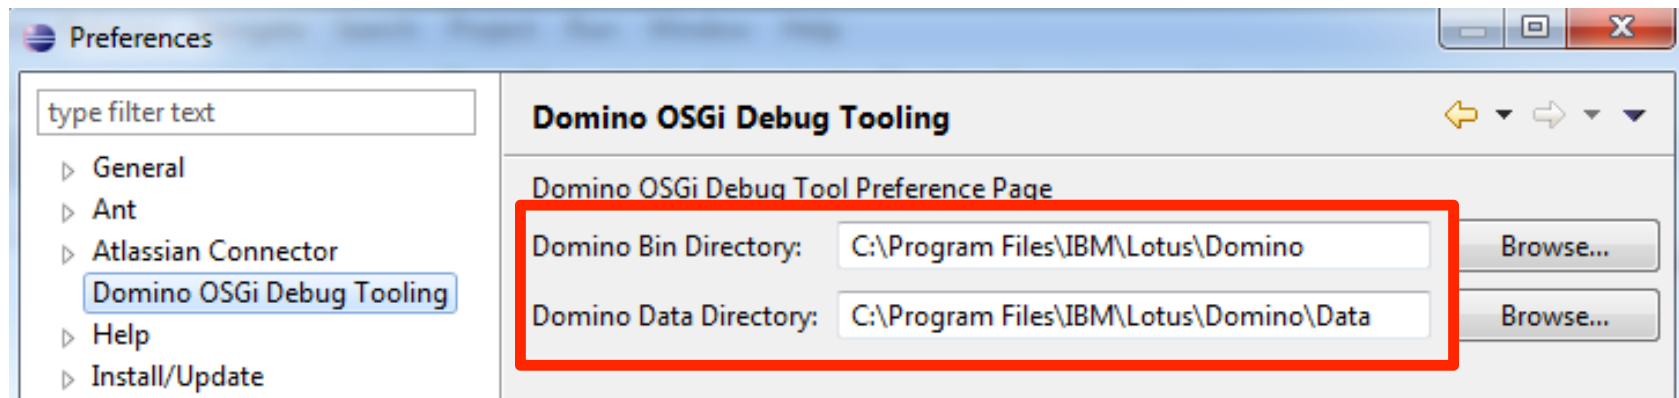 Preferences
type filter text
General
Ant
Atlassian Connector
Domino OSGi Debug Tooling
Help
Install/Update
Domino OSGi Debug Tooling
Domino OSGi Debug Tool Preference Page
Domino Bin Directory: C:\Program Files\IBM\Lotus\Domino Browse...
Domino Data Directory: C:\Program Files\IBM\Lotus\Domino\Data Browse...